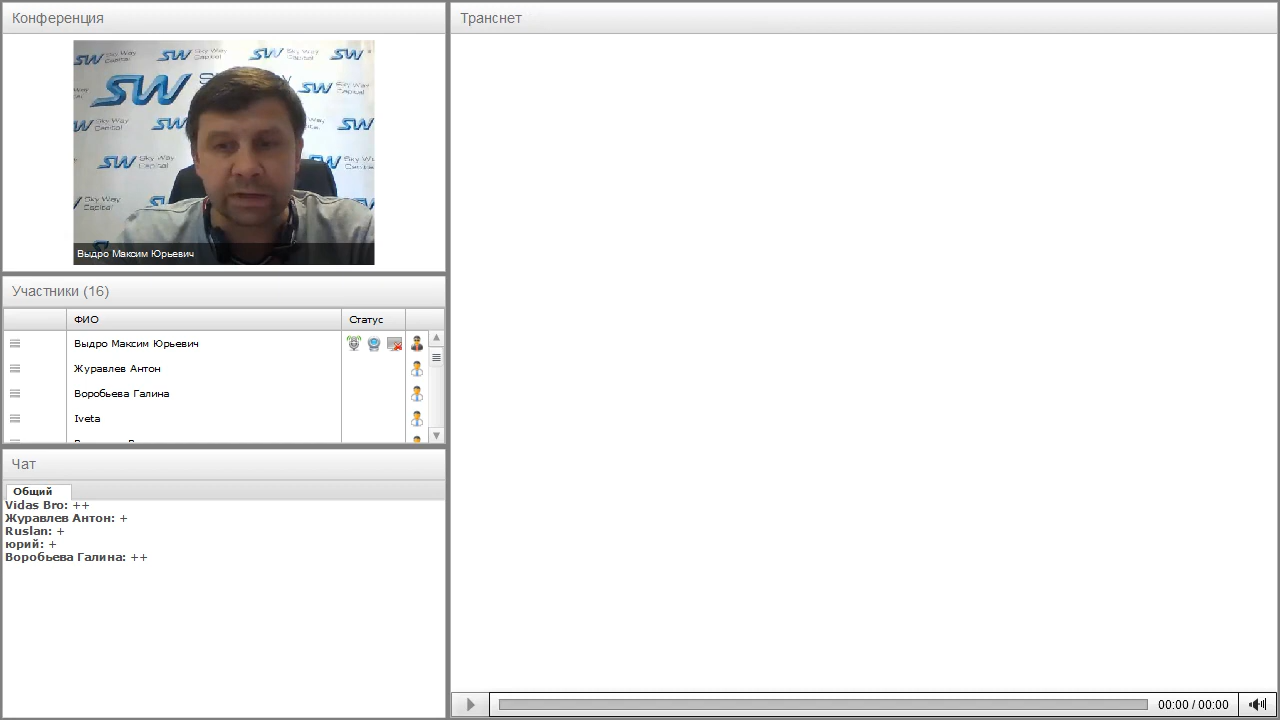 Конференция
SW Sky Way Capital
Выдро Максим Юрьевич
Участники (16)
ФИО
Статус
Выдро Максим Юрьевич
Журавлев Антон
Воробьева Галина
Iveta
Чат
Общий
Vidas Bro: ++
Журавлев Антон: +
Ruslan: +
юрий: +
Воробьева Галина: ++
Транснет
00:00 / 00:00